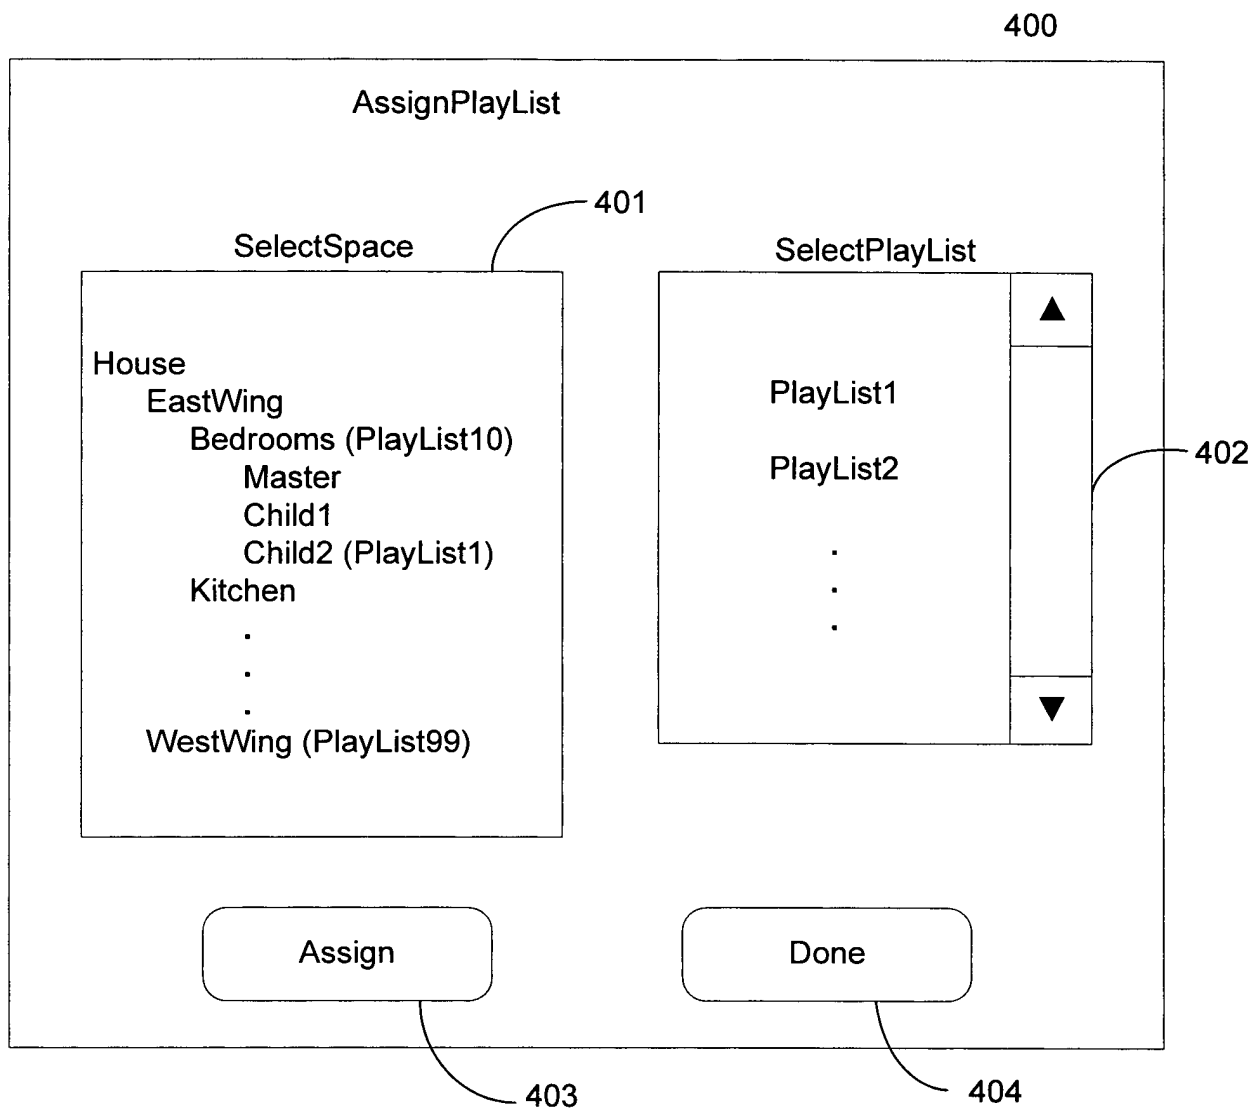 400
AssignPlayList
401
SelectSpace
SelectPlayList
House
EastWing
Bedrooms (PlayList10)
Master
Child1
Child2 (PlayList1)
Kitchen
.
.
.
WestWing (PlayList99)
PlayList1
PlayList2
.
.
.
402
Assign
Done
403
404